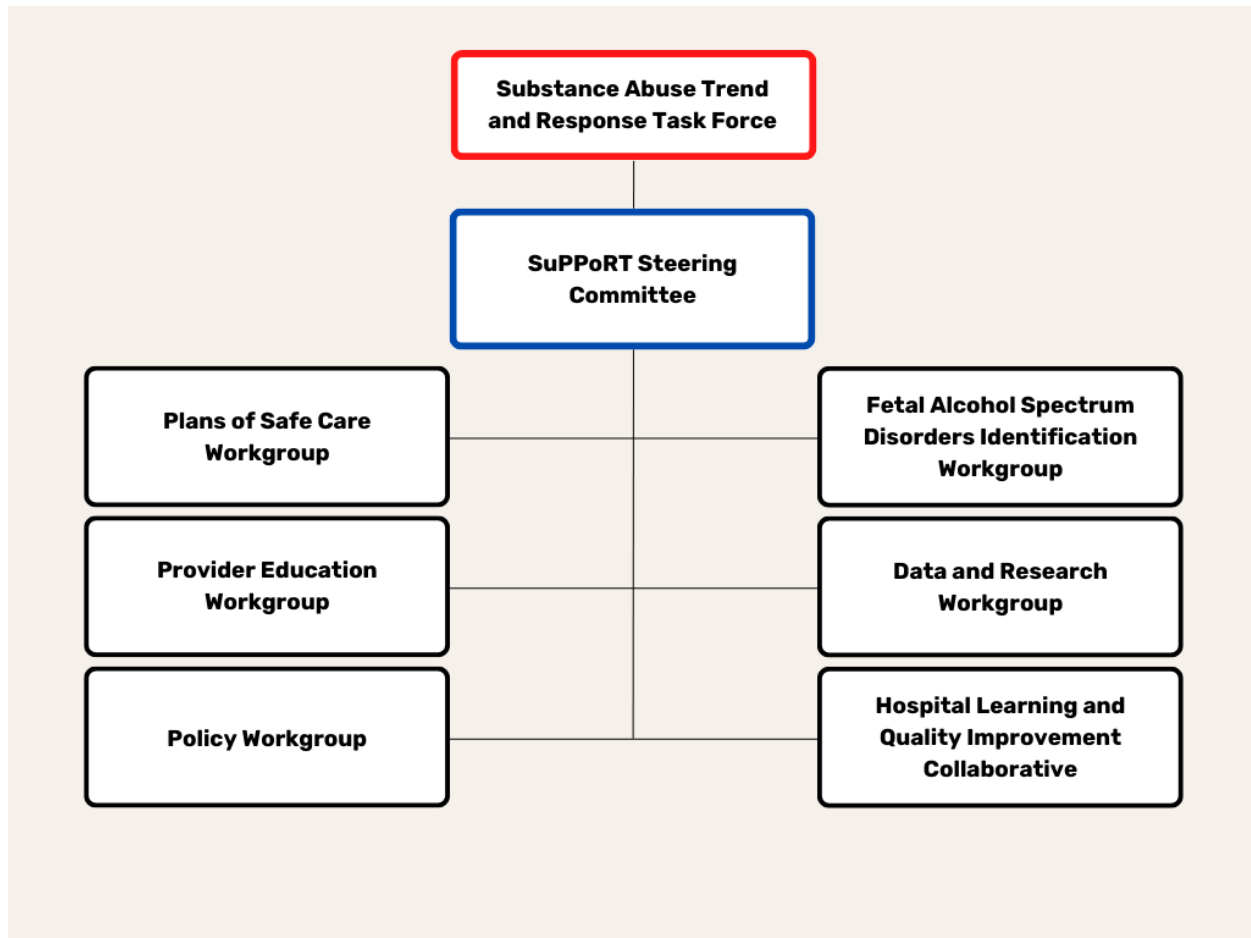 Substance Abuse Trend
and Response Task Force
SuPPoRT Steering
Committee
Plans of Safe Care
Workgroup
Fetal Alcohol Spectrum
Disorders Identification
Workgroup
Provider Education
Workgroup
Data and Research
Workgroup
Policy Workgroup
Hospital Learning and
Quality Improvement
Collaborative